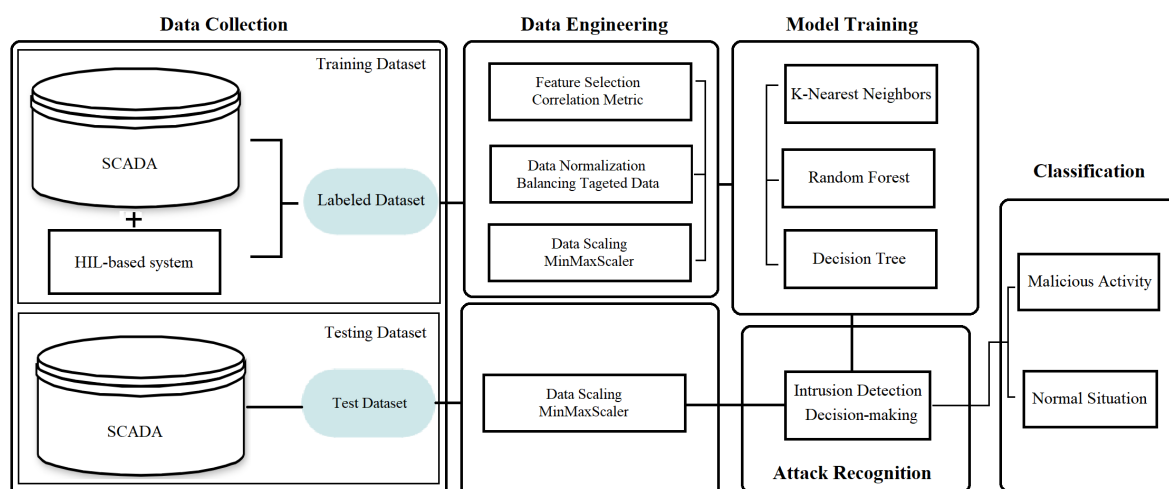 Data Collection
Training Dataset
SCADA
+
HIL-based system
Labeled Dataset
Testing Dataset
SCADA
Test Dataset
Data Engineering
Feature Selection
Correlation Metric
Data Normalization
Balancing Tageted Data
Data Scaling
MinMaxScaler
Data Scaling
MinMaxScaler
Model Training
K-Nearest Neighbors
Random Forest
Decision Tree
Intrusion Detection
Decision-making
Attack Recognition
Classification
Malicious Activity
Normal Situation